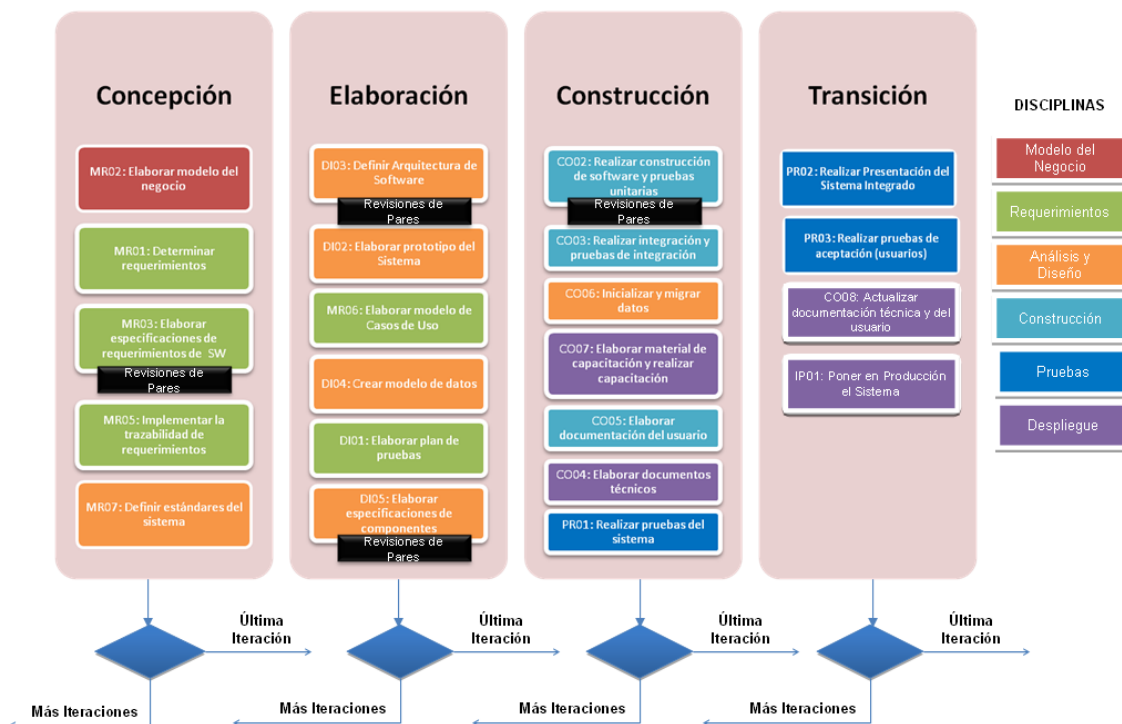 Concepción
MR02: Elaborar modelo del
negocio
MR01: Determinar
requerimientos
MR03: Elaborar
especificaciones de
requerimientos de SW
Revisiones de
Pares
MR05: Implementar la
trazabilidad de
requerimientos
MR07: Definir estándares del
sistema
Elaboración
DI03: Definir Arquitectura de
Software
Revisiones de
Pares
DI02: Elaborar prototipo del
Sistema
MR06: Elaborar modelo de
Casos de Uso
DI04: Crear modelo de datos
DI01: Elaborar plan de
pruebas
DI05: Elaborar
especificaciones de
componentes
Revisiones de
Pares
Construcción
CO02: Realizar construcción
de software y pruebas
unitarias
Revisiones de
Pares
CO03: Realizar integración y
pruebas de integración
CO06: Inicializar y migrar
datos
CO07: Elaborar material de
capacitación y realizar
capacitación
CO05: Elaborar
documentación del usuario
CO04: Elaborar documentos
técnicos
PR01: Realizar pruebas del
sistema
Transición
PR02: Realizar Presentación del
Sistema Integrado
PR03: Realizar pruebas de
aceptación (usuarios)
CO08: Actualizar
documentación técnica y del
usuario
IP01: Poner en Producción
el Sistema
DISCIPLINAS
Modelo del
Negocio
Requerimientos
Análisis y
Diseño
Construcción
Pruebas
Despliegue
Última
Iteración
Última
Iteración
Última
Iteración
Última
Iteración
Más Iteraciones
Más Iteraciones
Más Iteraciones
Más Iteraciones